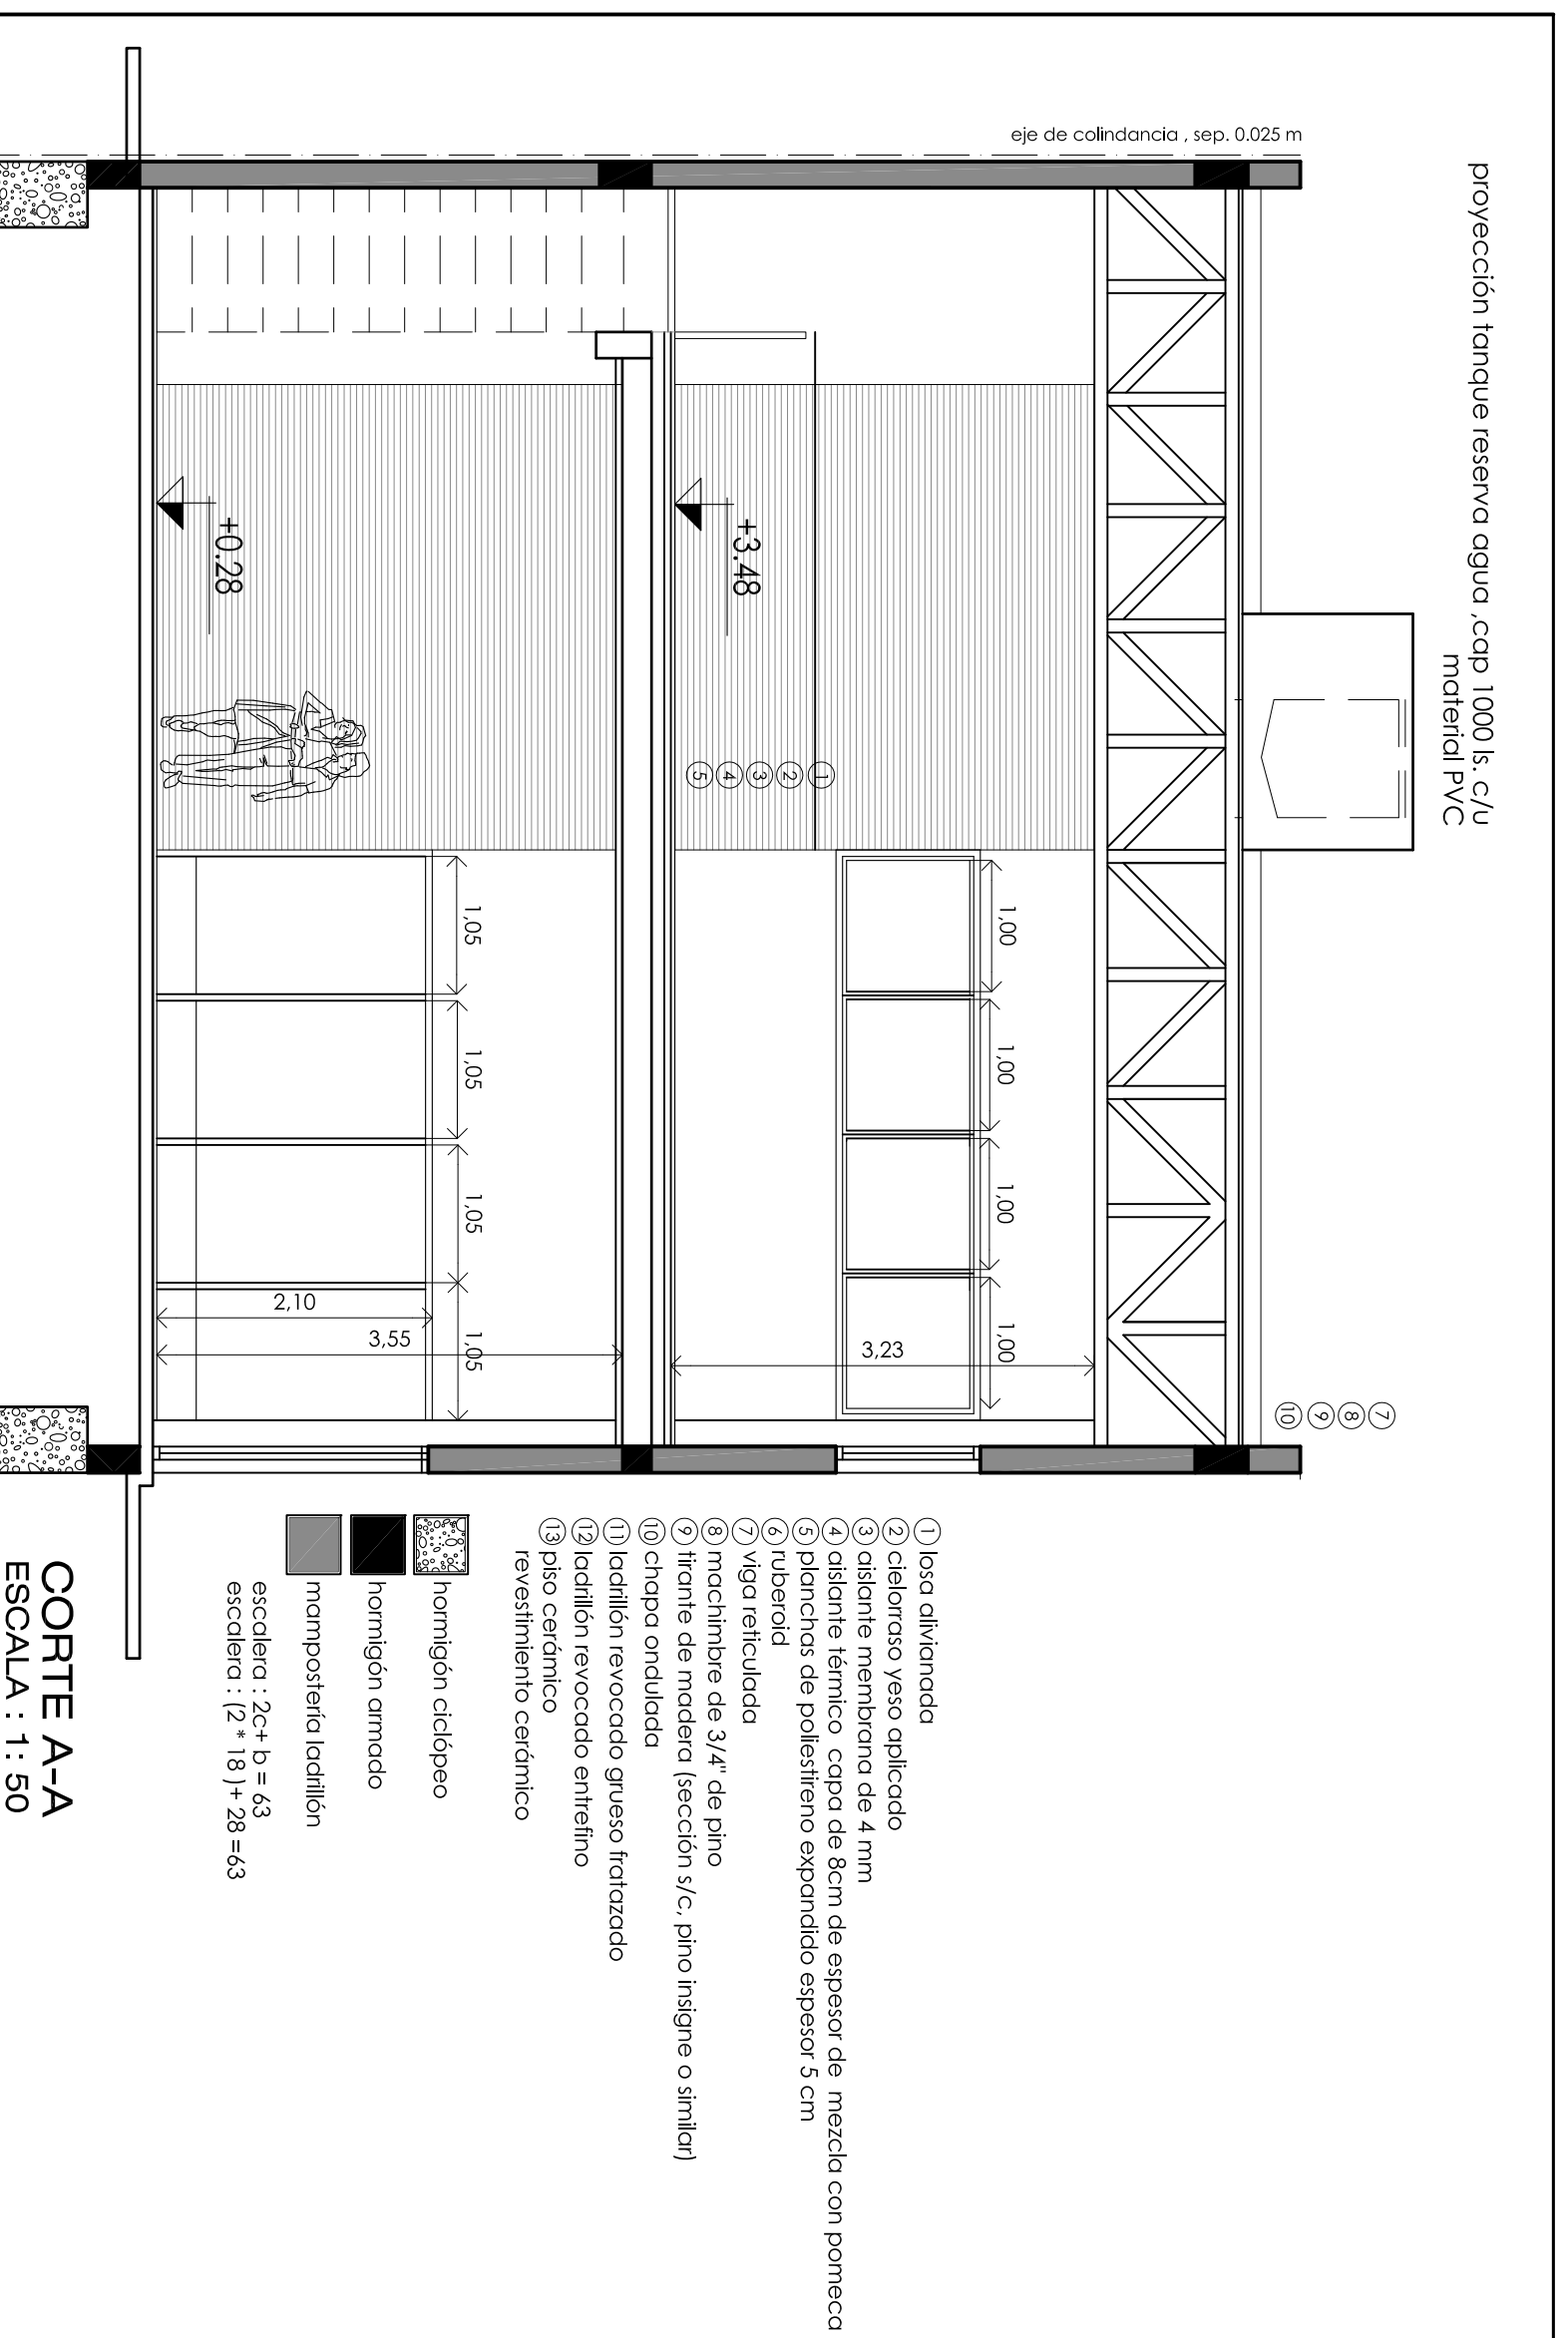 proyección tanque reserva agua ,cap 1000 ls. c/u
material PVC
eje de colindancia , sep. 0.025 m
7
8
9
10
1,00
1,00
1,00
1,00
3,23
+3.48
1
2
3
4
5
1,05
1,05
1,05
1,05
2,10
3,55
+0.28
1 losa alivianada
2 cielorraso yeso aplicado
3 aislante membrana de 4 mm
4 aislante térmico capa de 8cm de espesor de mezcla con pomeca
5 planchas de poliestireno expandido espesor 5 cm
6 ruberoid
7 viga reticulada
8 machimbre de 3/4" de pino
9 tirante de madera (sección s/c, pino insigne o similar)
10 chapa ondulada
11 ladrillón revocado grueso fratazado
12 ladrillón revocado entrefino
13 piso cerámico
revestimiento cerámico
hormigón ciclópeo
hormigón armado
mampostería ladrillón
escalera : 2c+ b = 63
escalera : (2 * 18 )+ 28 =63
CORTE A-A
ESCALA : 1: 50